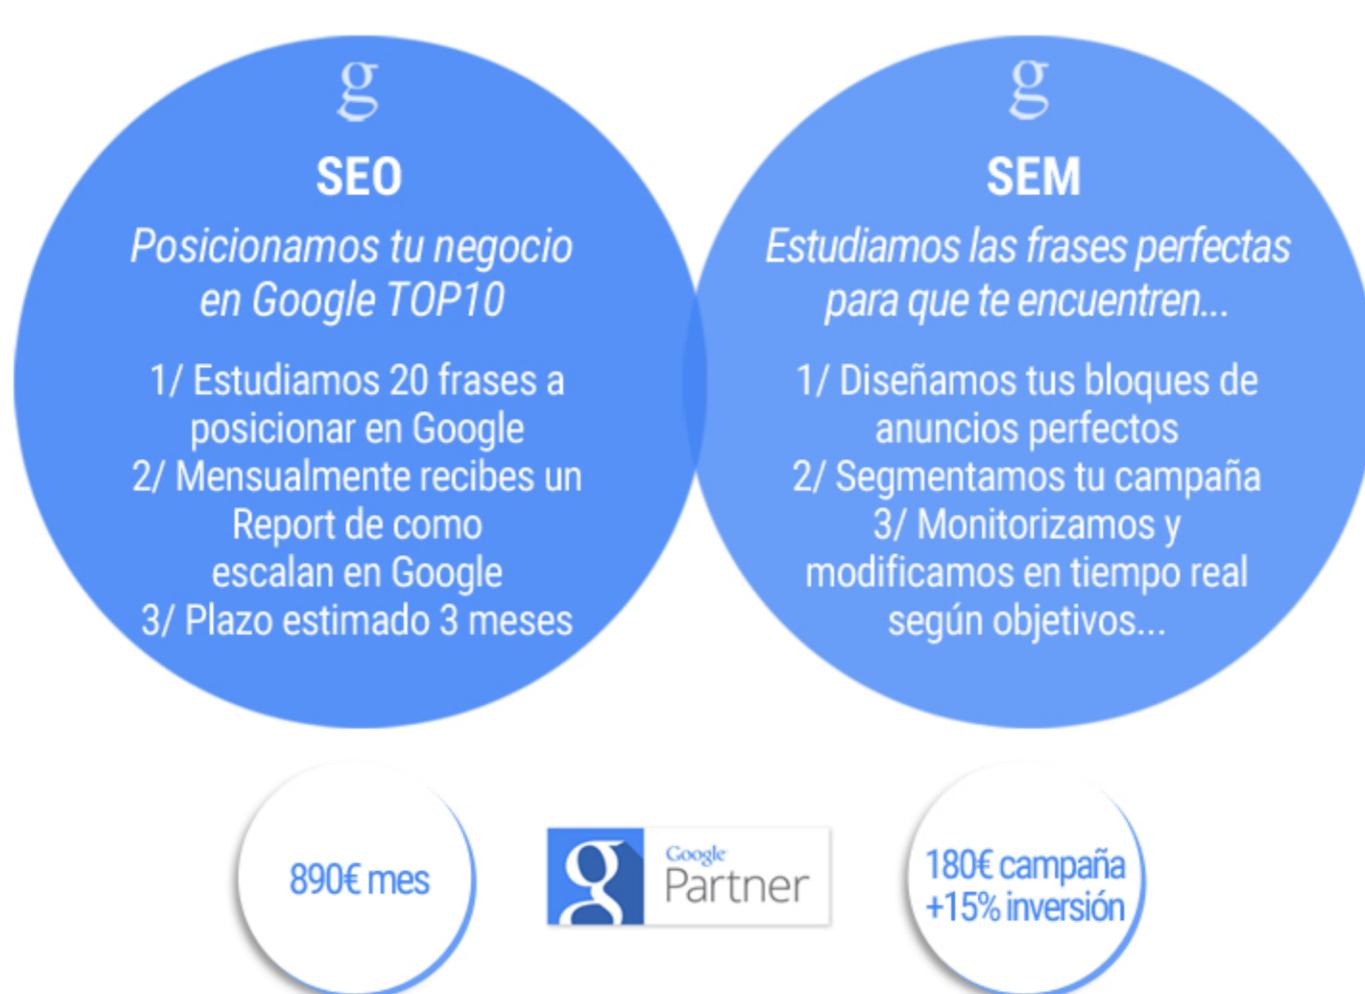 g
SEO
Posicionamos tu negocio
en Google TOP10
1/ Estudiamos 20 frases a
posicionar en Google
2/ Mensualmente recibes un
Report de como
escalan en Google
3/ Plazo estimado 3 meses
g
SEM
Estudiamos las frases perfectas
para que te encuentren...
1/ Diseñamos tus bloques de
anuncios perfectos
2/ Segmentamos tu campaña
3/ Monitorizamos y
modificamos en tiempo real
según objetivos...
890€ mes
g
Google
Partner
180€ campaña
+15% inversión